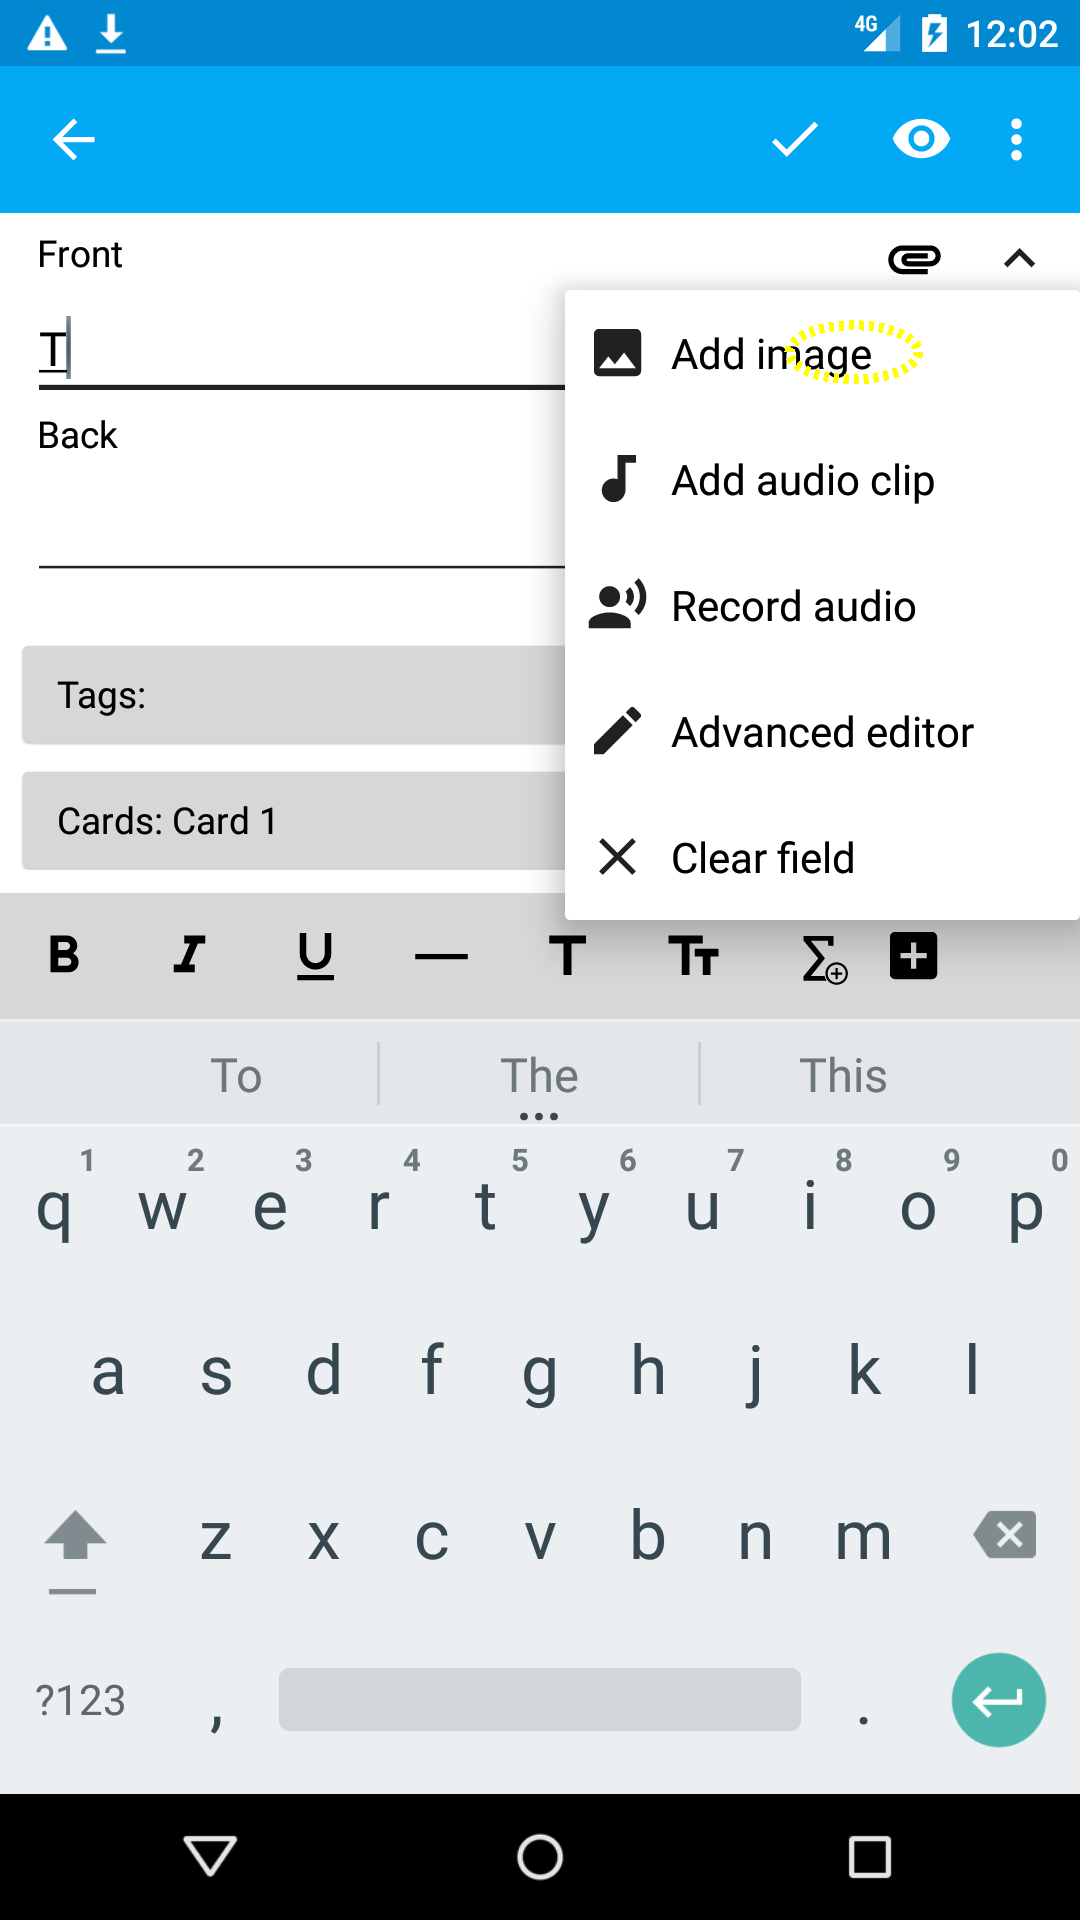 4G 12:02
Front
T
Add image
Back
Add audio clip
Record audio
Tags:
Advanced editor
Cards: Card 1
Clear field
B I U T Tт Σ
To The This
1 2 3 4 5 6 7 8 9 0
q w e r t y u i o p
a s d f g h j k l
z x c v b n m
?123 , .